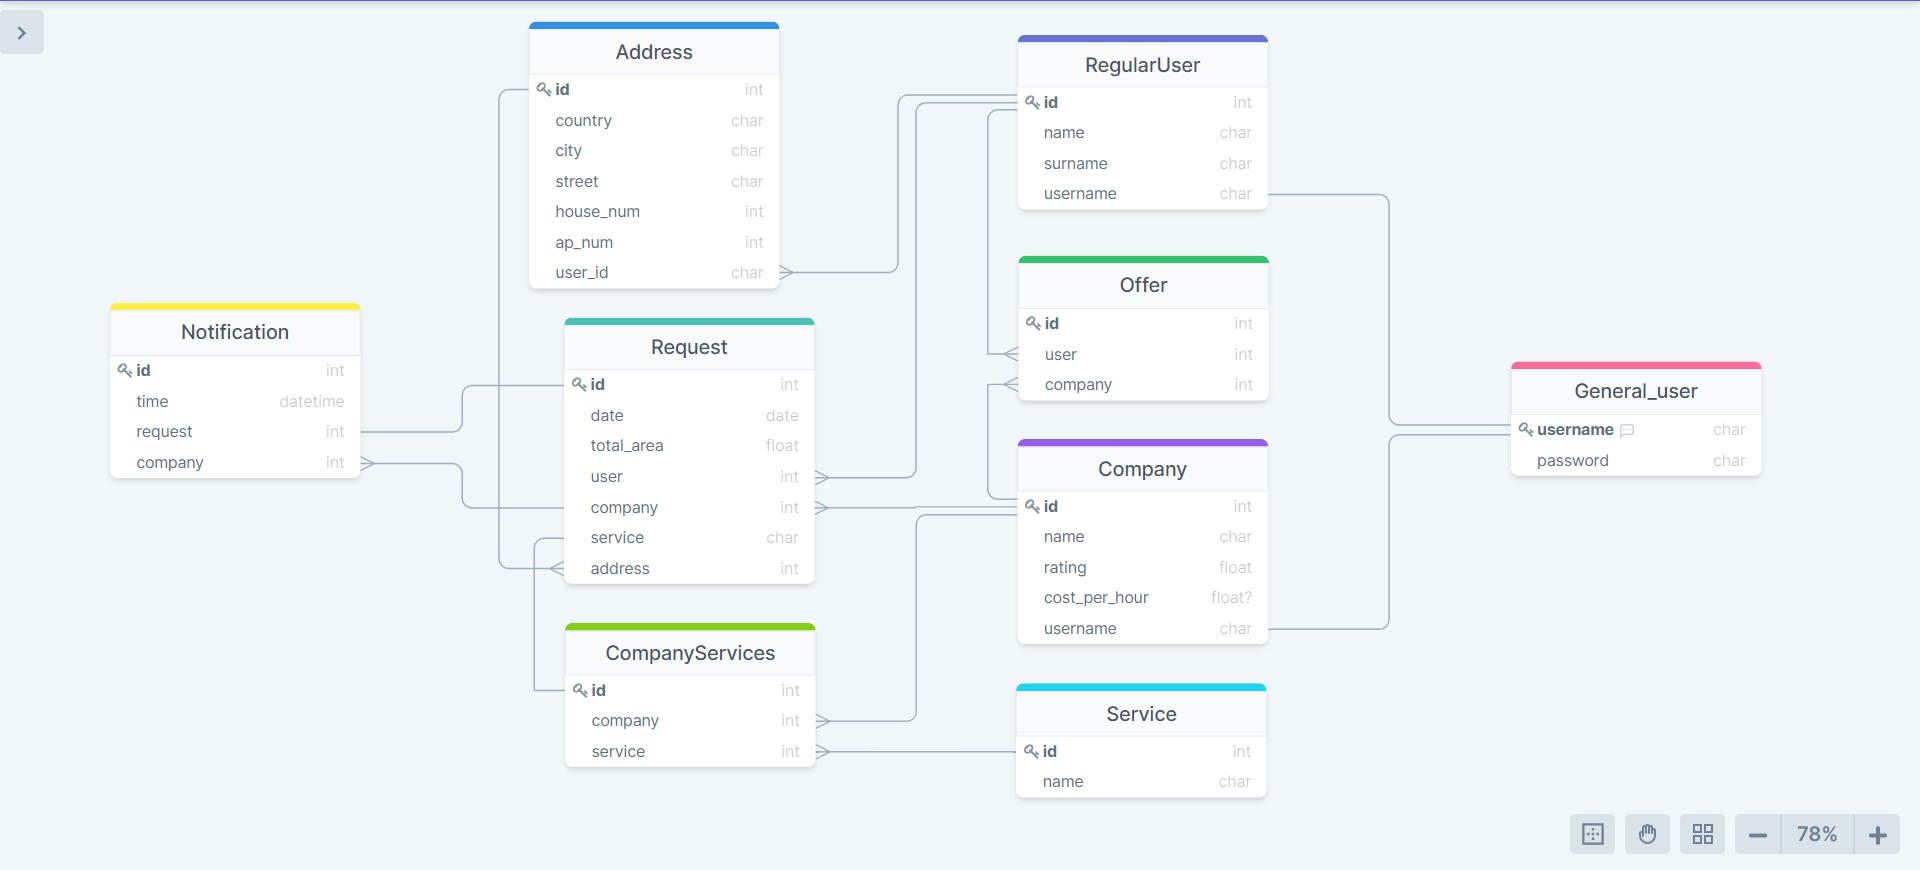 Address
id int
country char
city char
street char
house_num int
ap_num int
user_id char
RegularUser
id int
name char
surname char
username char
Notification
id int
time datetime
request int
company int
Request
id int
date date
total_area float
user int
company int
service char
address int
Offer
id int
user int
company int
General_user
username char
password char
Company
id int
name char
rating float
cost_per_hour float?
username char
CompanyServices
id int
company int
service int
Service
id int
name char
78%